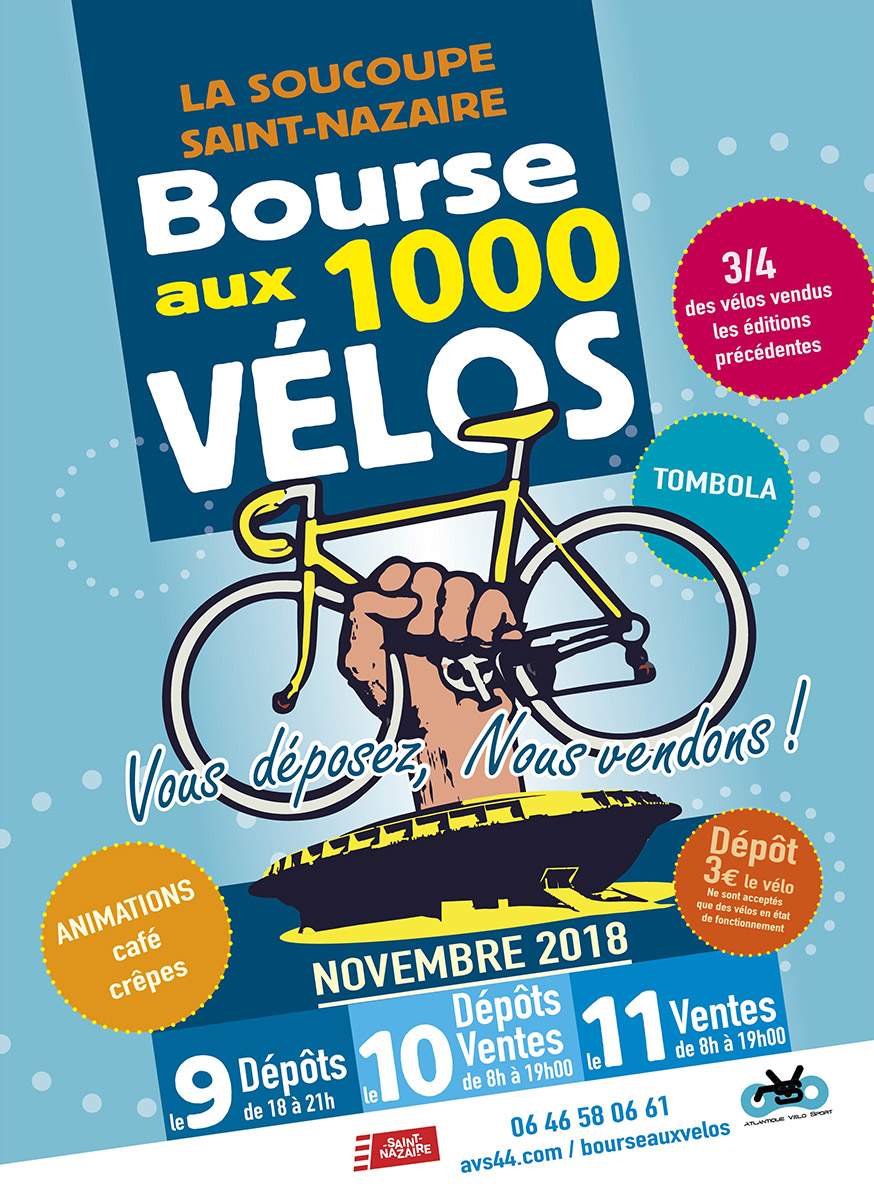 LA SOUCOUPE
SAINT-NAZAIRE
Bourse
aux 1000
VÉLOS
3/4
des vélos vendus
les éditions
précédentes
TOMBOLA
Vous déposez, Nous vendons !
Dépôt
3€ le vélo
Ne sont acceptés
que des vélos en état
de fonctionnement
ANIMATIONS
café
crêpes
NOVEMBRE 2018
le 9 Dépôts
de 18 à 21h
le 10 Dépôts
Ventes
de 8h à 19h00
le 11 Ventes
de 8h à 19h00
-SAINT-
NAZAIRE
06 46 58 06 61
avs44.com / bourseauxvelos
AVSO
ATLANTIQUE VÉLO SPORT